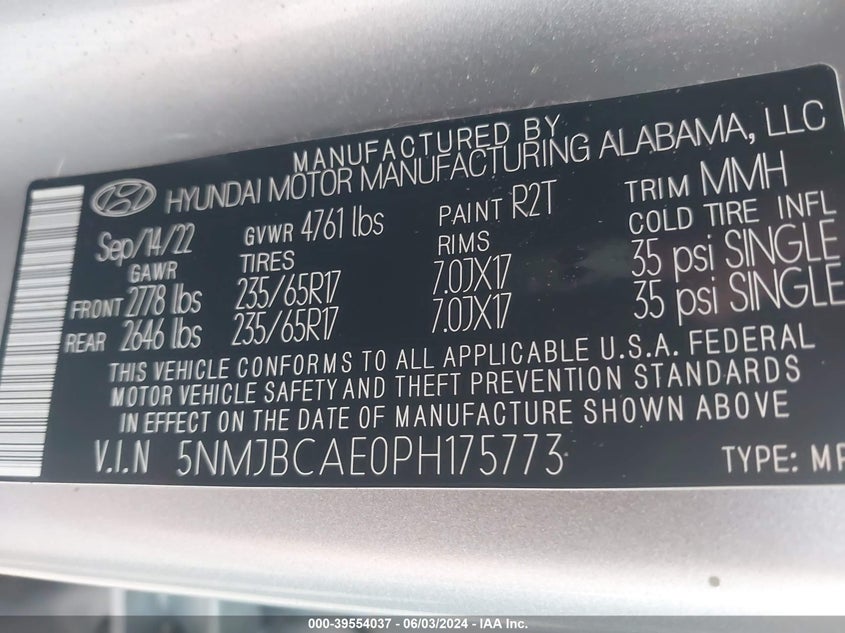 MANUFACTURED BY
HYUNDAI MOTOR MANUFACTURING ALABAMA, LLC
Sep/14/22 GVWR 4761 lbs PAINT R2T TRIM MMH
GAWR TIRES RIMS COLD TIRE INFL
FRONT 2778 lbs 235/65R17 7.0JX17 35 psi SINGLE
REAR 2646 lbs 235/65R17 7.0JX17 35 psi SINGLE
THIS VEHICLE CONFORMS TO ALL APPLICABLE U.S.A. FEDERAL
MOTOR VEHICLE SAFETY AND THEFT PREVENTION STANDARDS
IN EFFECT ON THE DATE OF MANUFACTURE SHOWN ABOVE
V.I.N 5NMJBCAE0PH175773 TYPE: MP
000-39554037 - 06/03/2024 - IAA Inc.